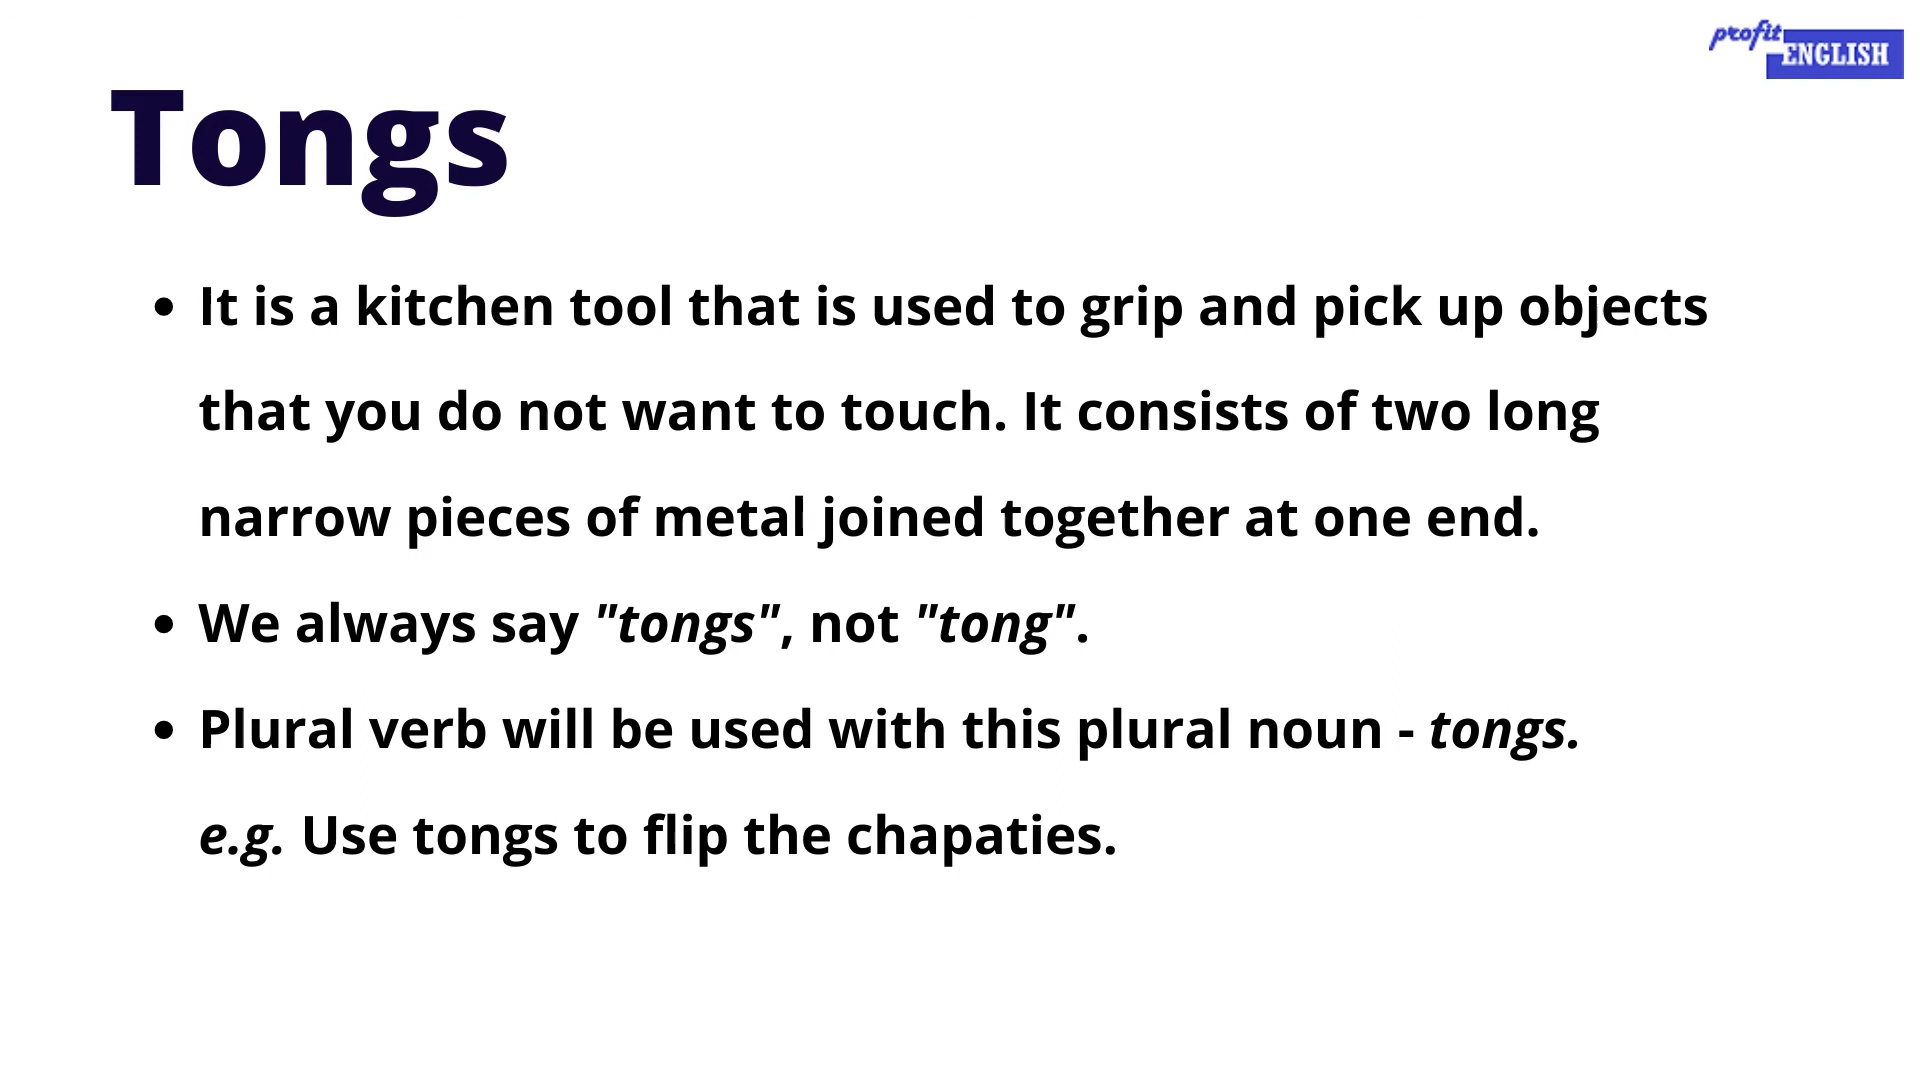 profit
ENGLISH
Tongs
• It is a kitchen tool that is used to grip and pick up objects
that you do not want to touch. It consists of two long
narrow pieces of metal joined together at one end.
• We always say "tongs", not "tong".
• Plural verb will be used with this plural noun - tongs.
e.g. Use tongs to flip the chapaties.